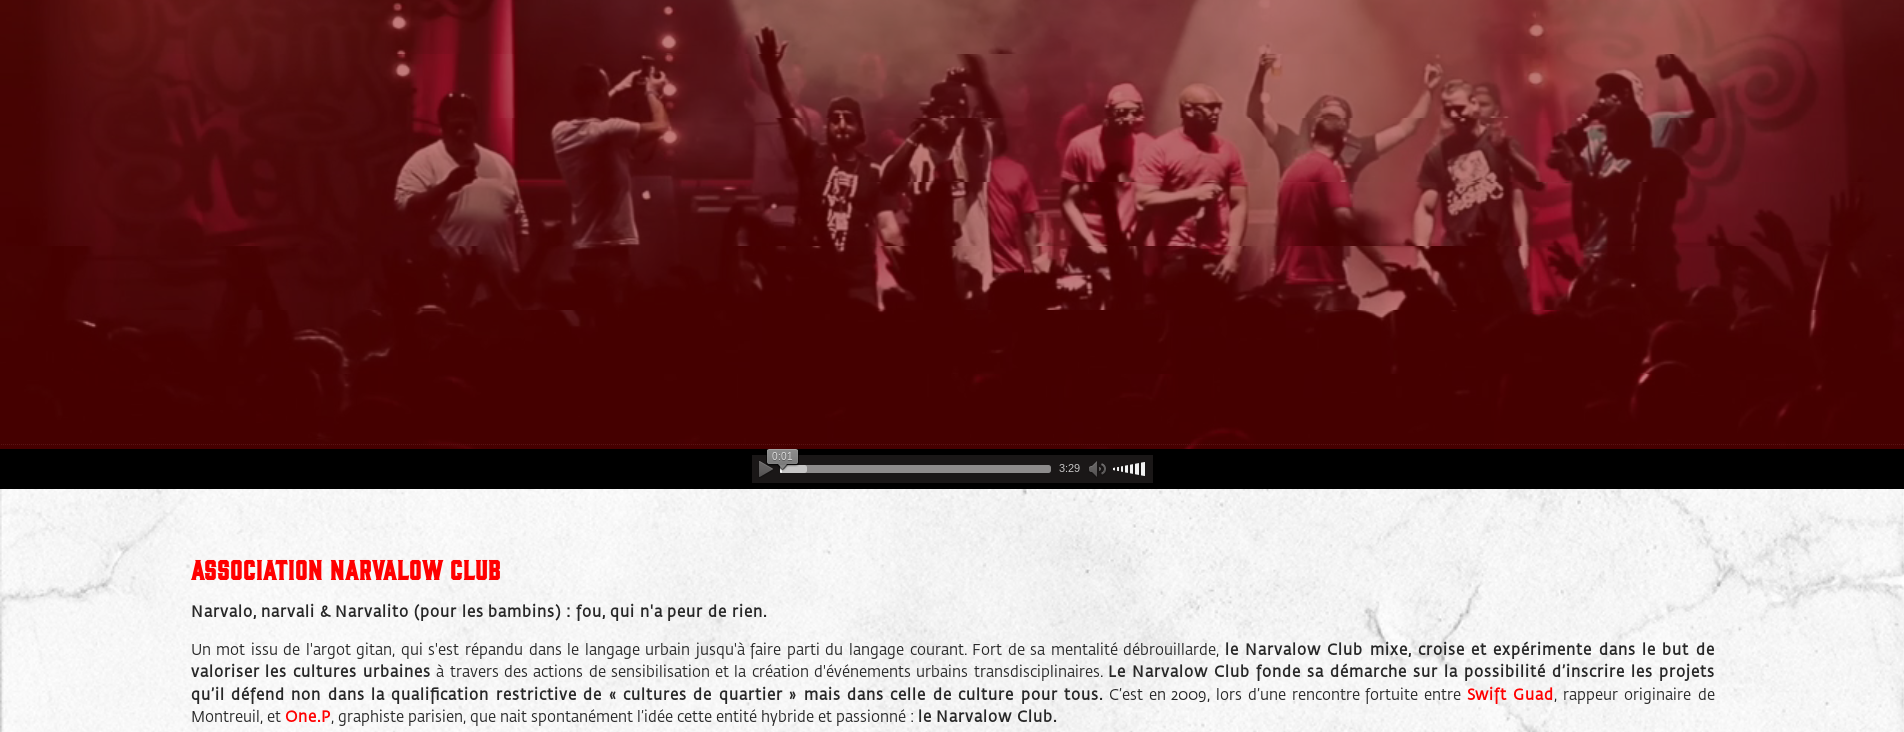 0:01
3:29
ASSOCIATION NARVALOW CLUB
Narvalo, narvali & Narvalito (pour les bambins) : fou, qui n'a peur de rien.
Un mot issu de l'argot gitan, qui s'est répandu dans le langage urbain jusqu'à faire parti du langage courant. Fort de sa mentalité débrouillarde, le Narvalow Club mixe, croise et expérimente dans le but de
valoriser les cultures urbaines à travers des actions de sensibilisation et la création d'événements urbains transdisciplinaires. Le Narvalow Club fonde sa démarche sur la possibilité d’inscrire les projets
qu’il défend non dans la qualification restrictive de « cultures de quartier » mais dans celle de culture pour tous. C’est en 2009, lors d’une rencontre fortuite entre Swift Guad, rappeur originaire de
Montreuil, et One.P, graphiste parisien, que nait spontanément l’idée cette entité hybride et passionné : le Narvalow Club.